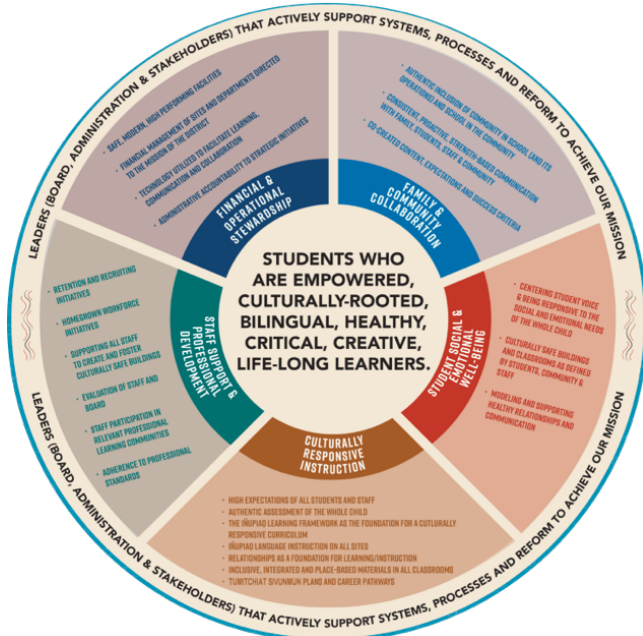 LEADERS (BOARD, ADMINISTRATION & STAKEHOLDERS) THAT ACTIVELY SUPPORT SYSTEMS, PROCESSES AND REFORM TO ACHIEVE OUR MISSION
• SAFE, MODERN, HIGH PERFORMING FACILITIES
• FINANCIAL MANAGEMENT OF SITES AND DEPARTMENTS DIRECTED
TO THE MISSION OF THE DISTRICT
• TECHNOLOGY UTILIZED TO FACILITATE LEARNING,
COMMUNICATION AND COLLABORATION
• ADMINISTRATIVE ACCOUNTABILITY TO STRATEGIC INITIATIVES
FINANCIAL &
OPERATIONAL
STEWARDSHIP
• AUTHENTIC INCLUSION OF COMMUNITY IN SCHOOL (AND ITS
OPERATIONS) AND SCHOOL IN THE COMMUNITY
• CONSISTENT, PROACTIVE, STRENGTH-BASED COMMUNICATION
WITH FAMILY, STUDENTS, STAFF & COMMUNITY
• CO-CREATED CONTENT, EXPECTATIONS AND SUCCESS CRITERIA
FAMILY &
COMMUNITY
COLLABORATION
STUDENTS WHO
ARE EMPOWERED,
CULTURALLY-ROOTED,
BILINGUAL, HEALTHY,
CRITICAL, CREATIVE,
LIFE-LONG LEARNERS.
• RETENTION AND RECRUITING
INITIATIVES
• HOMEGROWN WORKFORCE
INITIATIVES
• SUPPORTING ALL STAFF
TO CREATE AND FOSTER
CULTURALLY SAFE BUILDINGS
• EVALUATION OF STAFF AND
BOARD
• STAFF PARTICIPATION IN
RELEVANT PROFESSIONAL
LEARNING COMMUNITIES
• ADHERENCE TO PROFESSIONAL
STANDARDS
STAFF SUPPORT &
PROFESSIONAL
DEVELOPMENT
• CENTERING STUDENT VOICE
& BEING RESPONSIVE TO THE
SOCIAL AND EMOTIONAL NEEDS
OF THE WHOLE CHILD
• CULTURALLY SAFE BUILDINGS
AND CLASSROOMS AS DEFINED
BY STUDENTS, COMMUNITY &
STAFF
• MODELING AND SUPPORTING
HEALTHY RELATIONSHIPS AND
COMMUNICATION
STUDENT SOCIAL &
EMOTIONAL
WELL-BEING
CULTURALLY
RESPONSIVE
INSTRUCTION
• HIGH EXPECTATIONS OF ALL STUDENTS AND STAFF
• AUTHENTIC ASSESSMENT OF THE WHOLE CHILD
• THE IÑUPIAQ LEARNING FRAMEWORK AS THE FOUNDATION FOR A CULTURALLY
RESPONSIVE CURRICULUM
• IÑUPIAQ LANGUAGE INSTRUCTION ON ALL SITES
• RELATIONSHIPS AS A FOUNDATION FOR LEARNING/INSTRUCTION
• INCLUSIVE, INTEGRATED AND PLACE-BASED MATERIALS IN ALL CLASSROOMS
• TUMITCHIAT SIVUNMUN PLANS AND CAREER PATHWAYS
LEADERS (BOARD, ADMINISTRATION & STAKEHOLDERS) THAT ACTIVELY SUPPORT SYSTEMS, PROCESSES AND REFORM TO ACHIEVE OUR MISSION